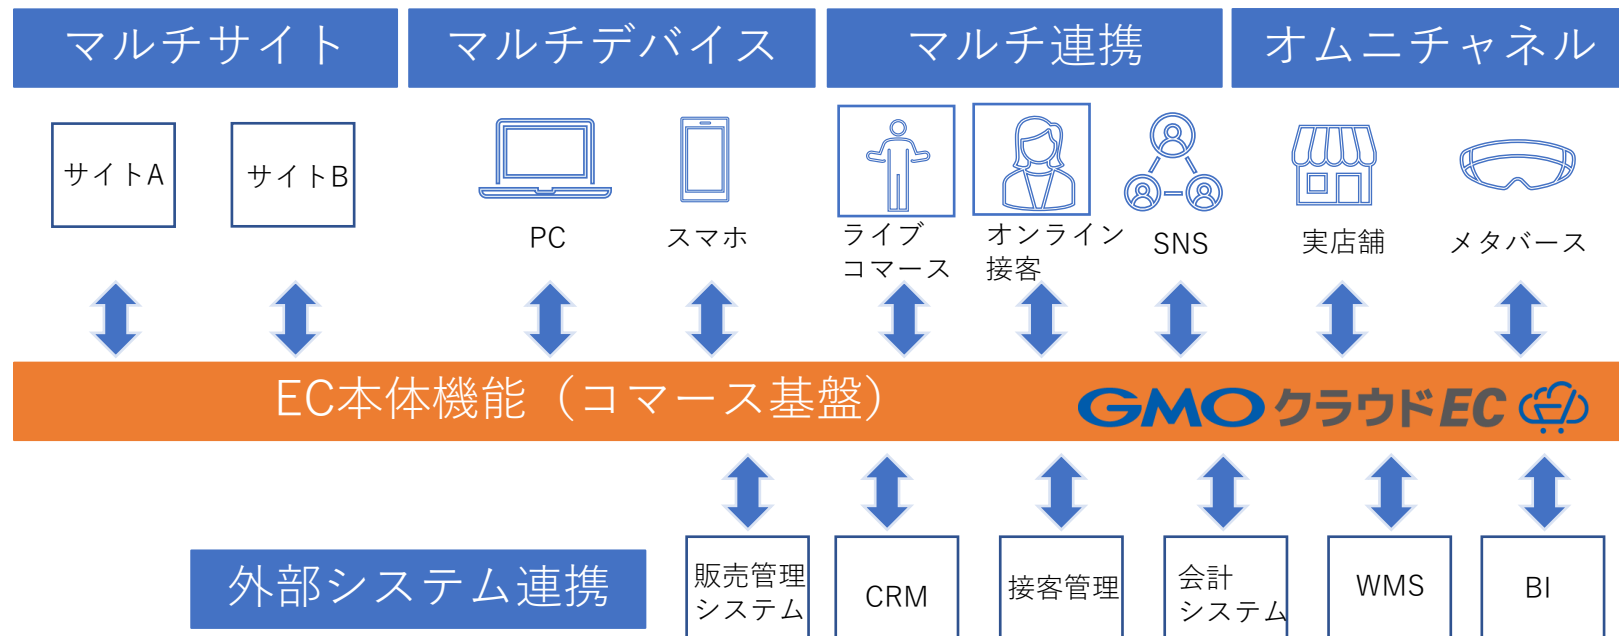 マルチサイト
マルチデバイス
マルチ連携
オムニチャネル
サイトA
サイトB
PC
スマホ
ライブ
コマース
オンライン
接客
SNS
実店舗
メタバース
EC本体機能（コマース基盤）
GMO クラウドEC
外部システム連携
販売管理
システム
CRM
接客管理
会計
システム
WMS
BI